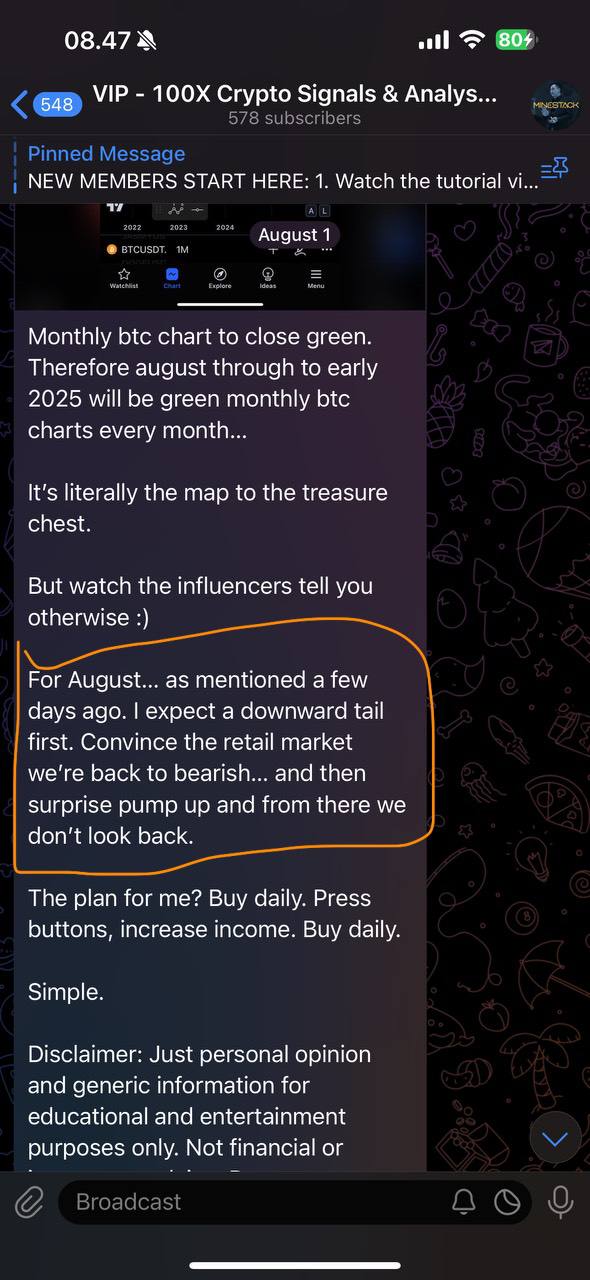 08.47
80
548
VIP - 100X Crypto Signals & Analys...
578 subscribers
MINESTACK
Pinned Message
NEW MEMBERS START HERE: 1. Watch the tutorial vi...
A L
2022 2023 2024
August 1
BTCUSDT. 1M
Watchlist Chart Explore Ideas Menu
Monthly btc chart to close green.
Therefore august through to early
2025 will be green monthly btc
charts every month...
It’s literally the map to the treasure
chest.
But watch the influencers tell you
otherwise :)
For August... as mentioned a few
days ago. I expect a downward tail
first. Convince the retail market
we’re back to bearish... and then
surprise pump up and from there we
don’t look back.
The plan for me? Buy daily. Press
buttons, increase income. Buy daily.
Simple.
Disclaimer: Just personal opinion
and generic information for
educational and entertainment
purposes only. Not financial or
Broadcast